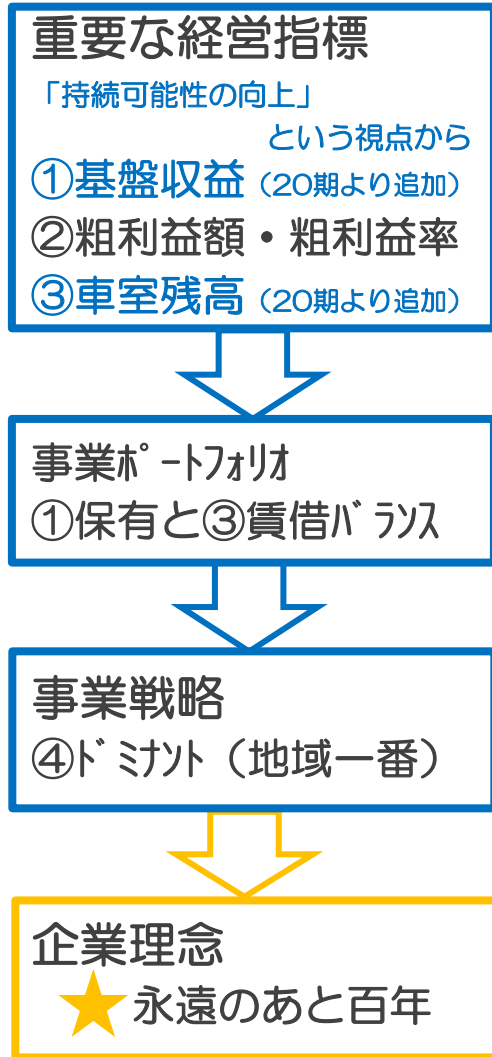 重要な経営指標
「持続可能性の向上」
という視点から
①基盤収益（20期より追加）
②粗利益額・粗利益率
③車室残高（20期より追加）
事業ﾎﾟｰﾄﾌｫﾘｵ
①保有と③賃借ﾊﾞﾗﾝｽ
事業戦略
④ﾄﾞﾐﾅﾝﾄ（地域一番）
企業理念
★永遠のあと百年